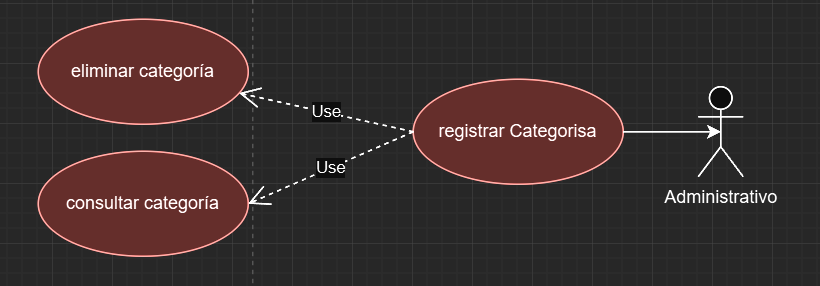 eliminar categoría
Use
registrar Categorisa
Use
consultar categoría
Administrativo